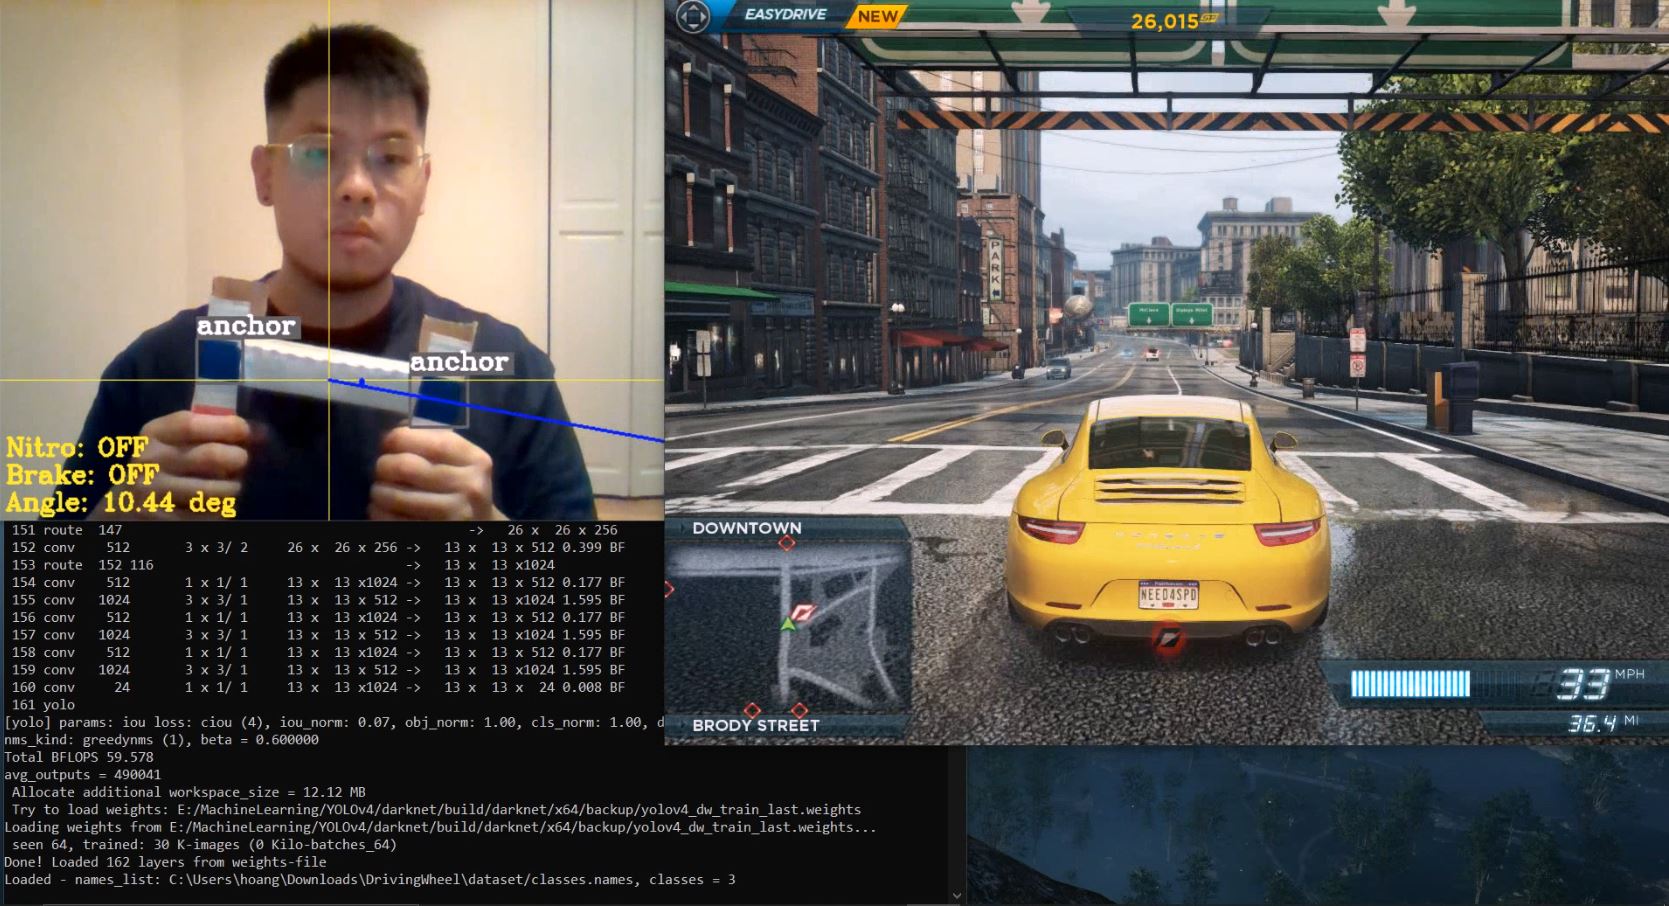 anchor
anchor
Nitro: OFF
Brake: OFF
Angle: 10.44 deg
151 route  147                                        ->   26 x  26 x 256
152 conv    512       3 x 3/ 2     26 x  26 x 256 ->   13 x  13 x 512 0.399 BF
153 route  152 116                                ->   13 x  13 x1024
154 conv    512       1 x 1/ 1     13 x  13 x1024 ->   13 x  13 x 512 0.177 BF
155 conv   1024       3 x 3/ 1     13 x  13 x 512 ->   13 x  13 x1024 1.595 BF
156 conv    512       1 x 1/ 1     13 x  13 x1024 ->   13 x  13 x 512 0.177 BF
157 conv   1024       3 x 3/ 1     13 x  13 x 512 ->   13 x  13 x1024 1.595 BF
158 conv    512       1 x 1/ 1     13 x  13 x1024 ->   13 x  13 x 512 0.177 BF
159 conv   1024       3 x 3/ 1     13 x  13 x 512 ->   13 x  13 x1024 1.595 BF
160 conv     24       1 x 1/ 1     13 x  13 x1024 ->   13 x  13 x  24 0.008 BF
161 yolo
[yolo] params: iou loss: ciou (4), iou_norm: 0.07, obj_norm: 1.00, cls_norm: 1.00, d
nms_kind: greedynms (1), beta = 0.600000
Total BFLOPS 59.578
avg_outputs = 490041
Allocate additional workspace_size = 12.12 MB
Try to load weights: E:/MachineLearning/YOLOv4/darknet/build/darknet/x64/backup/yolov4_dw_train_last.weights
Loading weights from E:/MachineLearning/YOLOv4/darknet/build/darknet/x64/backup/yolov4_dw_train_last.weights...
seen 64, trained: 30 K-images (0 Kilo-batches_64)
Done! Loaded 162 layers from weights-file
Loaded - names_list: C:\Users\hoang\Downloads\DrivingWheel\dataset/classes.names, classes = 3
EASYDRIVE NEW
26,015 SP
PARK
NEED4SPD
DOWNTOWN
BRODY STREET
33 MPH
36.4 MI